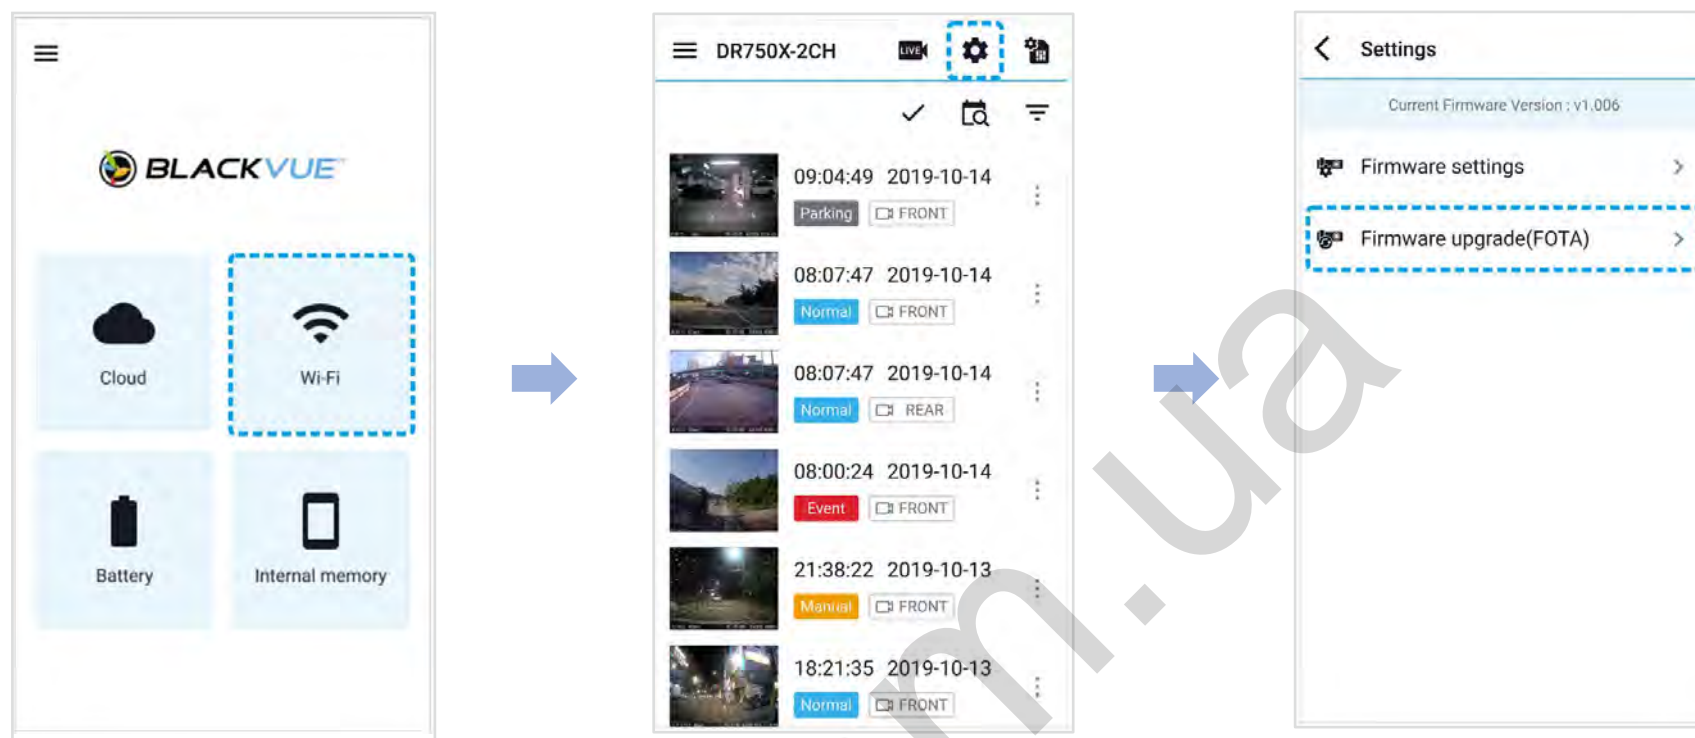 BLACKVUE
Cloud
Wi-Fi
Battery
Internal memory
DR750X-2CH
LIVE
09:04:49 2019-10-14
Parking FRONT
08:07:47 2019-10-14
Normal FRONT
08:07:47 2019-10-14
Normal REAR
08:00:24 2019-10-14
Event FRONT
21:38:22 2019-10-13
Manual FRONT
18:21:35 2019-10-13
Normal FRONT
Settings
Current Firmware Version : v1.006
Firmware settings
Firmware upgrade(FOTA)
m.ua